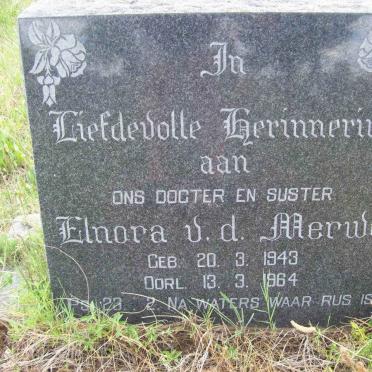 In
Liefdevolle Herinnerin
aan
ONS DOGTER EN SUSTER
Elnora v. d. Merwe
GEB. 20. 3. 1943
OORL. 13. 3. 1964
PS. 23 2 NA WATERS WAAR RUS IS